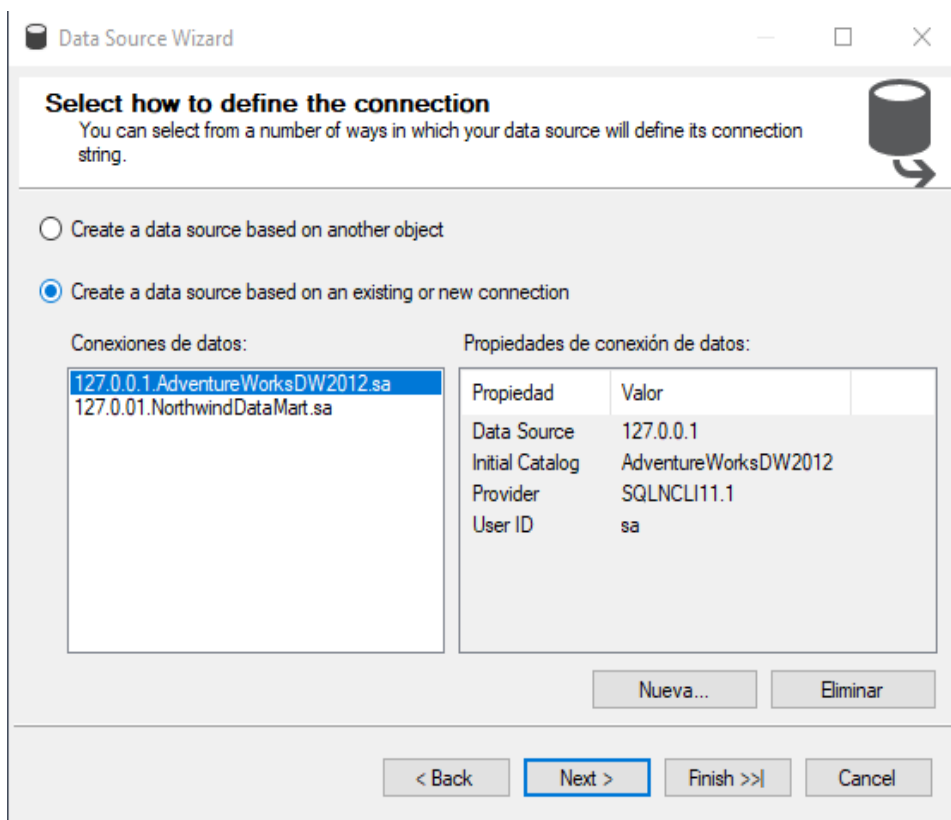 Data Source Wizard
Select how to define the connection
You can select from a number of ways in which your data source will define its connection
string.
Create a data source based on another object
Create a data source based on an existing or new connection
Conexiones de datos:
127.0.0.1.AdventureWorksDW2012.sa
127.0.01.NorthwindDataMart.sa
Propiedades de conexión de datos:
Propiedad Valor
Data Source 127.0.0.1
Initial Catalog AdventureWorksDW2012
Provider SQLNCLI11.1
User ID sa
Nueva... Eliminar
< Back Next > Finish >>| Cancel